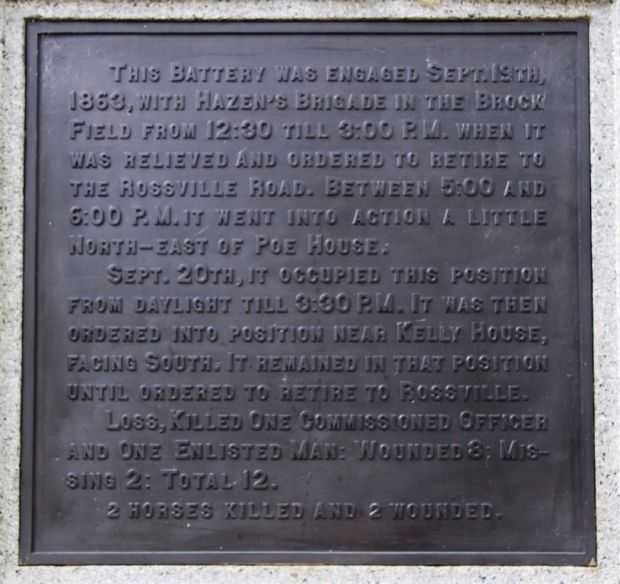 This Battery was engaged Sept. 19th,
1863, with Hazen's Brigade in the Brock
Field from 12:30 till 3:00 P.M. when it
was relieved and ordered to retire to
the Rossville Road. Between 5:00 and
6:00 P.M. it went into action a little
North-east of Poe House.
Sept. 20th, it occupied this position
from daylight till 3:30 P.M. It was then
ordered into position near Kelly House,
facing South. It remained in that position
until ordered to retire to Rossville.
Loss, Killed One Commissioned Officer
and One Enlisted Man: Wounded 8: Mis-
sing 2: Total 12.
2 horses killed and 2 wounded.